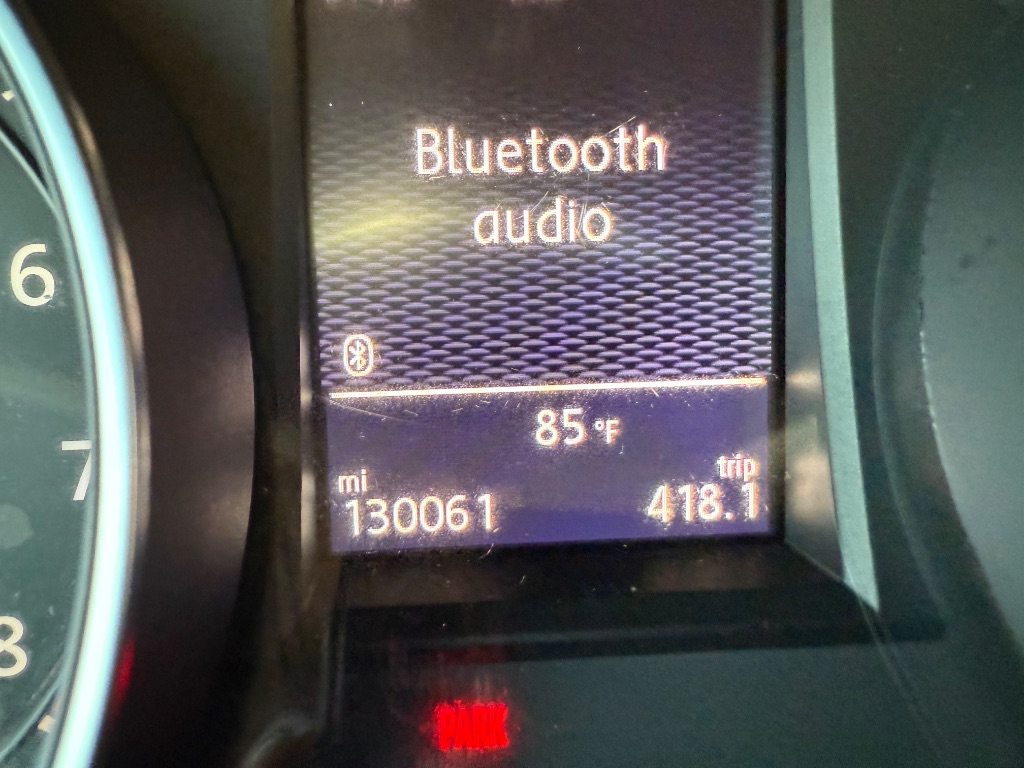 Bluetooth
audio
85 °F
mi
trip
130061
418.1
6
7
8
PARK